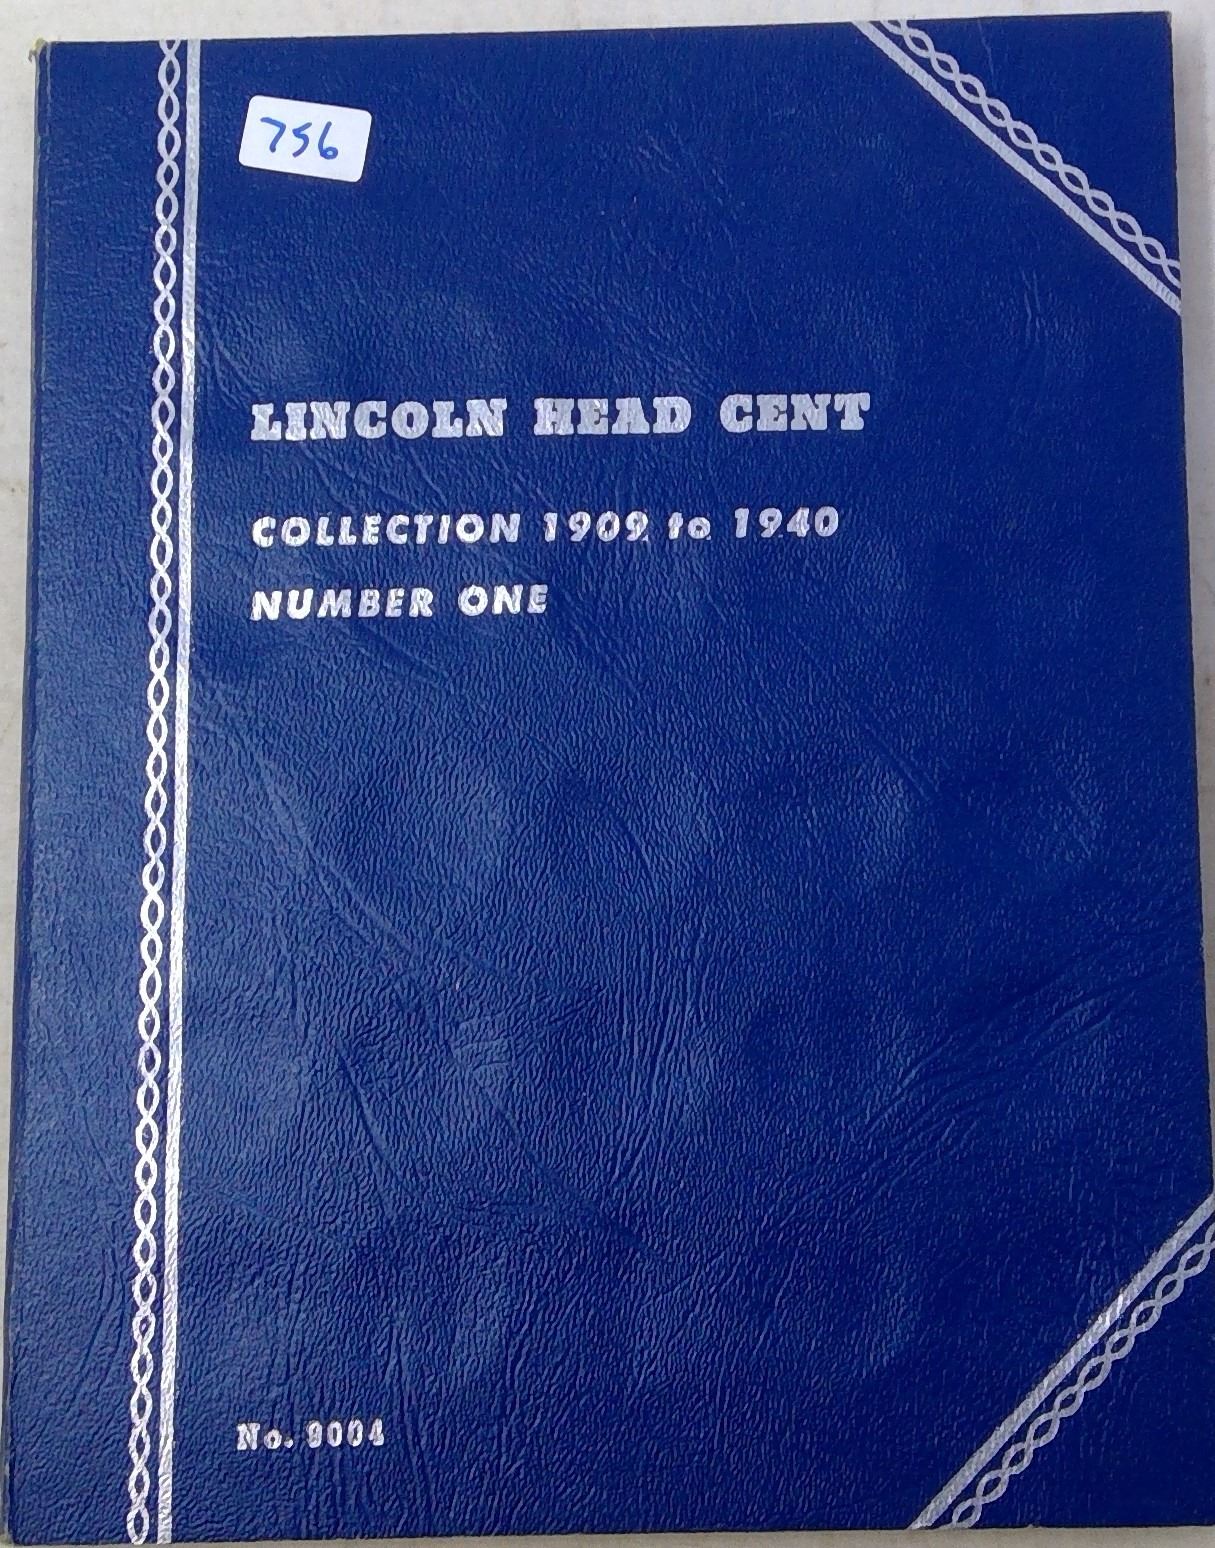 756
LINCOLN HEAD CENT
COLLECTION 1909 to 1940
NUMBER ONE
No. 9004